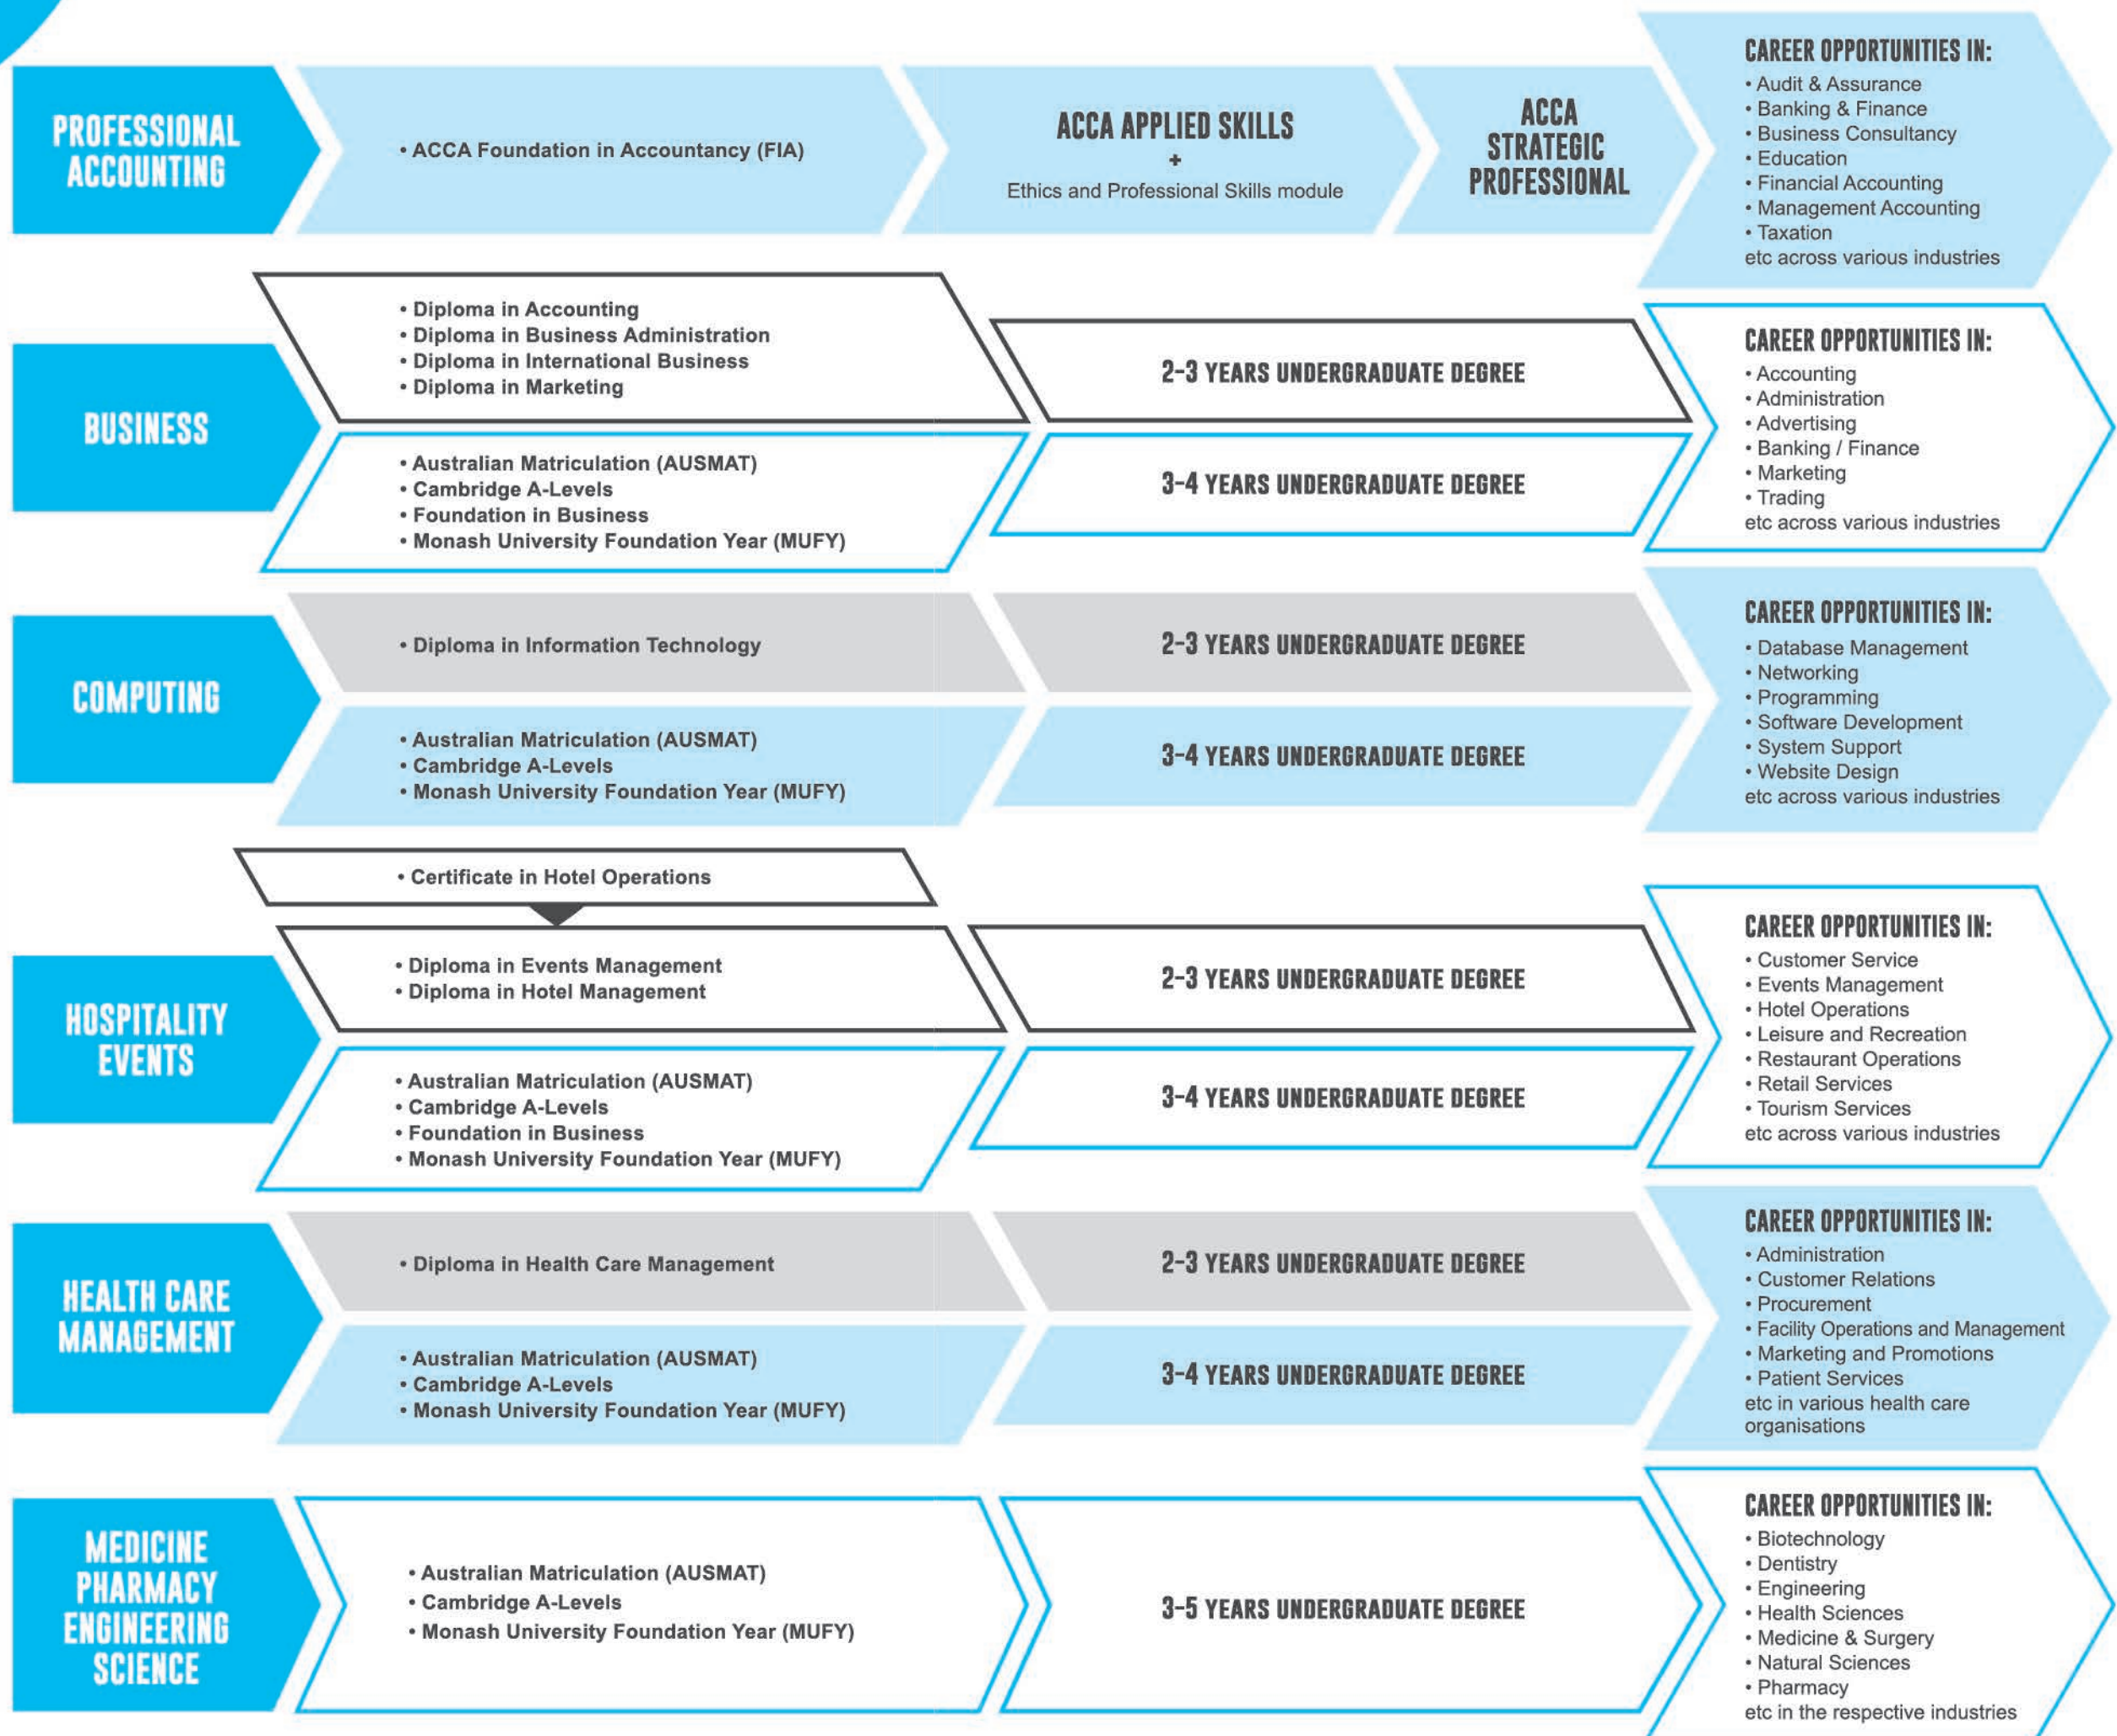 PROFESSIONAL
ACCOUNTING
• ACCA Foundation in Accountancy (FIA)
ACCA APPLIED SKILLS
+
Ethics and Professional Skills module
ACCA
STRATEGIC
PROFESSIONAL
CAREER OPPORTUNITIES IN:
• Audit & Assurance
• Banking & Finance
• Business Consultancy
• Education
• Financial Accounting
• Management Accounting
• Taxation
etc across various industries
BUSINESS
• Diploma in Accounting
• Diploma in Business Administration
• Diploma in International Business
• Diploma in Marketing
2-3 YEARS UNDERGRADUATE DEGREE
• Australian Matriculation (AUSMAT)
• Cambridge A-Levels
• Foundation in Business
• Monash University Foundation Year (MUFY)
3-4 YEARS UNDERGRADUATE DEGREE
CAREER OPPORTUNITIES IN:
• Accounting
• Administration
• Advertising
• Banking / Finance
• Marketing
• Trading
etc across various industries
COMPUTING
• Diploma in Information Technology
2-3 YEARS UNDERGRADUATE DEGREE
• Australian Matriculation (AUSMAT)
• Cambridge A-Levels
• Monash University Foundation Year (MUFY)
3-4 YEARS UNDERGRADUATE DEGREE
CAREER OPPORTUNITIES IN:
• Database Management
• Networking
• Programming
• Software Development
• System Support
• Website Design
etc across various industries
HOSPITALITY
EVENTS
• Certificate in Hotel Operations
• Diploma in Events Management
• Diploma in Hotel Management
2-3 YEARS UNDERGRADUATE DEGREE
• Australian Matriculation (AUSMAT)
• Cambridge A-Levels
• Foundation in Business
• Monash University Foundation Year (MUFY)
3-4 YEARS UNDERGRADUATE DEGREE
CAREER OPPORTUNITIES IN:
• Customer Service
• Events Management
• Hotel Operations
• Leisure and Recreation
• Restaurant Operations
• Retail Services
• Tourism Services
etc across various industries
HEALTH CARE
MANAGEMENT
• Diploma in Health Care Management
2-3 YEARS UNDERGRADUATE DEGREE
• Australian Matriculation (AUSMAT)
• Cambridge A-Levels
• Monash University Foundation Year (MUFY)
3-4 YEARS UNDERGRADUATE DEGREE
CAREER OPPORTUNITIES IN:
• Administration
• Customer Relations
• Procurement
• Facility Operations and Management
• Marketing and Promotions
• Patient Services
etc in various health care
organisations
MEDICINE
PHARMACY
ENGINEERING
SCIENCE
• Australian Matriculation (AUSMAT)
• Cambridge A-Levels
• Monash University Foundation Year (MUFY)
3-5 YEARS UNDERGRADUATE DEGREE
CAREER OPPORTUNITIES IN:
• Biotechnology
• Dentistry
• Engineering
• Health Sciences
• Medicine & Surgery
• Natural Sciences
• Pharmacy
etc in the respective industries